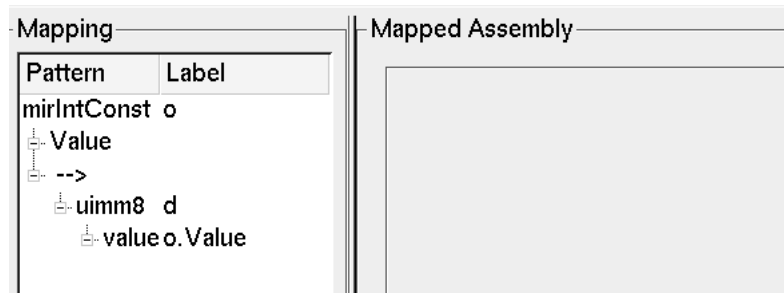 Mapping
Mapped Assembly
Pattern Label
mirIntConst o
Value
-->
uimm8 d
value o.Value